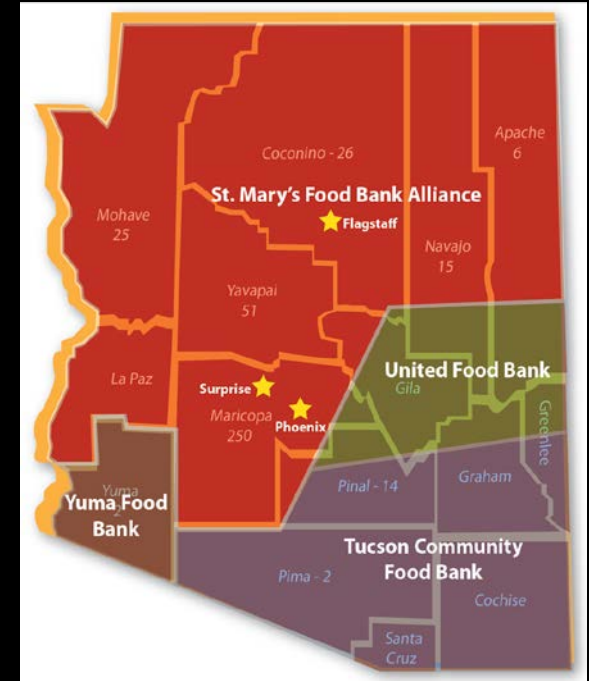 Apache
6
Coconino - 26
St. Mary's Food Bank Alliance
Mohave
25
Flagstaff
Navajo
15
Yavapai
51
United Food Bank
La Paz
Surprise
Gila
Maricopa
250
Phoenix
Greenlee
Yuma
2
Yuma Food
Bank
Pinal - 14
Graham
Tucson Community
Food Bank
Pima - 2
Cochise
Santa
Cruz